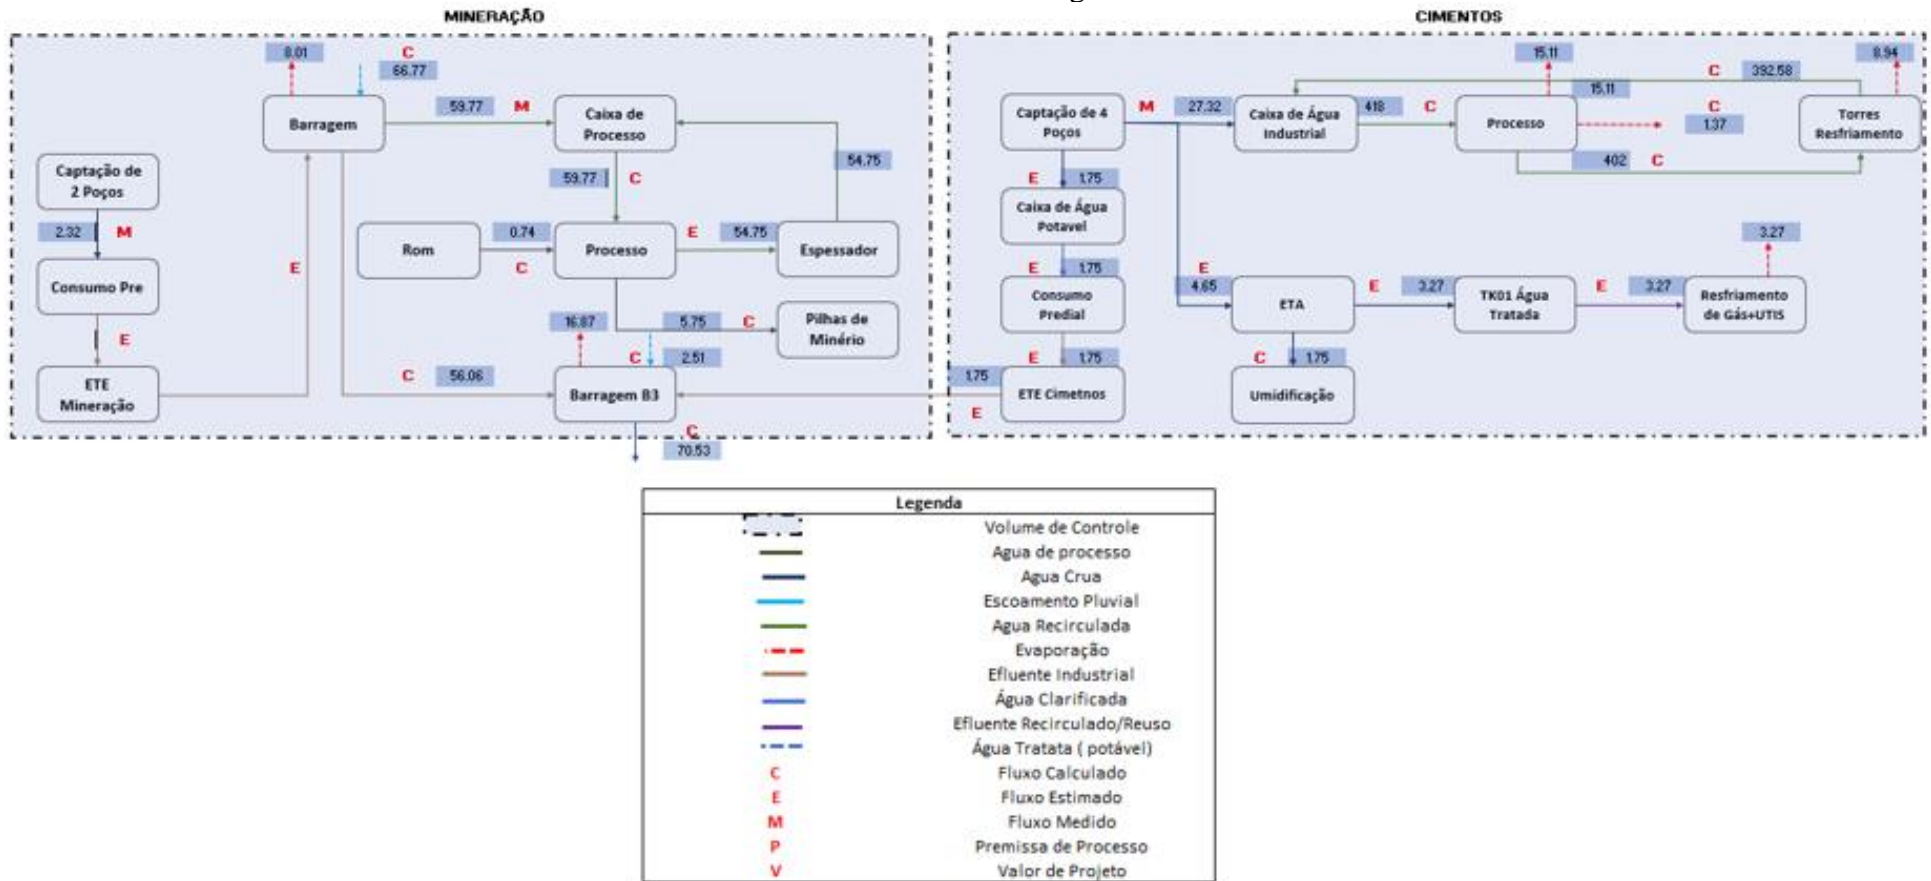 MINERAÇÃO
CIMENTOS
8.01
C
66.77
59.77
M
Barragem
Caixa de
Processo
Captação de
2 Poços
59.77
C
54.75
2.32
M
Rom
0.74
C
Processo
E
54.75
Espessador
Consumo Pre
E
E
16.87
5.75
C
Pilhas de
Minério
C
2.51
ETE
Mineração
C
56.06
Barragem B3
C
70.53
15.11
8.94
C
392.58
Captação de 4
Poços
M
27.32
Caixa de Água
Industrial
418
C
Processo
15.11
C
1.37
Torres
Resfriamento
402
C
E
1.75
Caixa de Água
Potavel
3.27
E
1.75
E
4.65
Consumo
Predial
ETA
E
3.27
TK01 Água
Tratada
E
3.27
Resfriamento
de Gás+UTIS
E
1.75
C
1.75
1.75
E
ETE Cimetnos
Umidificação
Legenda
Volume de Controle
Agua de processo
Agua Crua
Escoamento Pluvial
Agua Recirculada
Evaporação
Efluente Industrial
Água Clarificada
Efluente Recirculado/Reuso
Água Tratata ( potável)
C Fluxo Calculado
E Fluxo Estimado
M Fluxo Medido
P Premissa de Processo
V Valor de Projeto